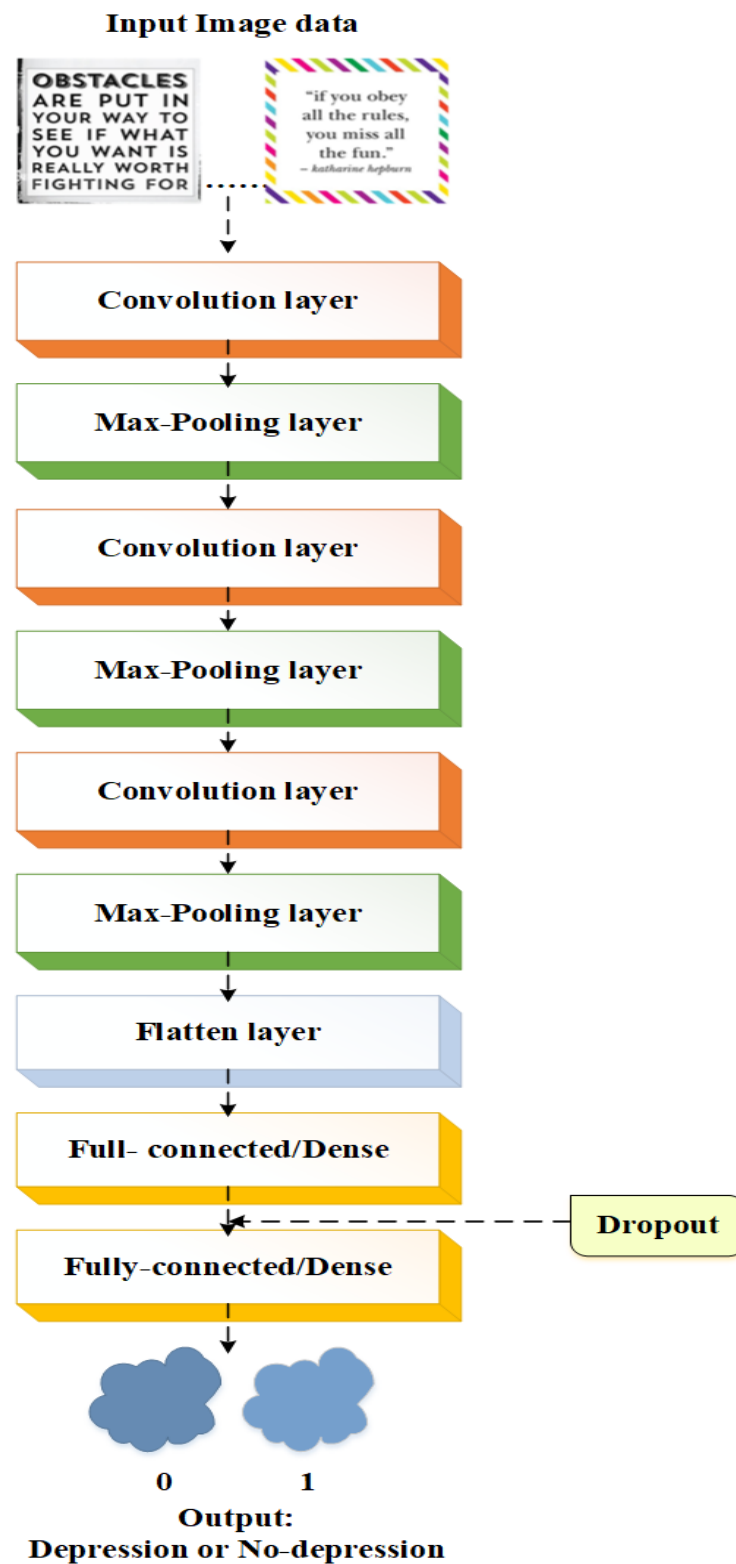 Input Image data
OBSTACLES
ARE PUT IN
YOUR WAY TO
SEE IF WHAT
YOU WANT IS
REALLY WORTH
FIGHTING FOR
“if you obey
all the rules,
you miss all
the fun.”
– katharine hepburn
Convolution layer
Max-Pooling layer
Convolution layer
Max-Pooling layer
Convolution layer
Max-Pooling layer
Flatten layer
Full- connected/Dense
Dropout
Fully-connected/Dense
0 1
Output:
Depression or No-depression